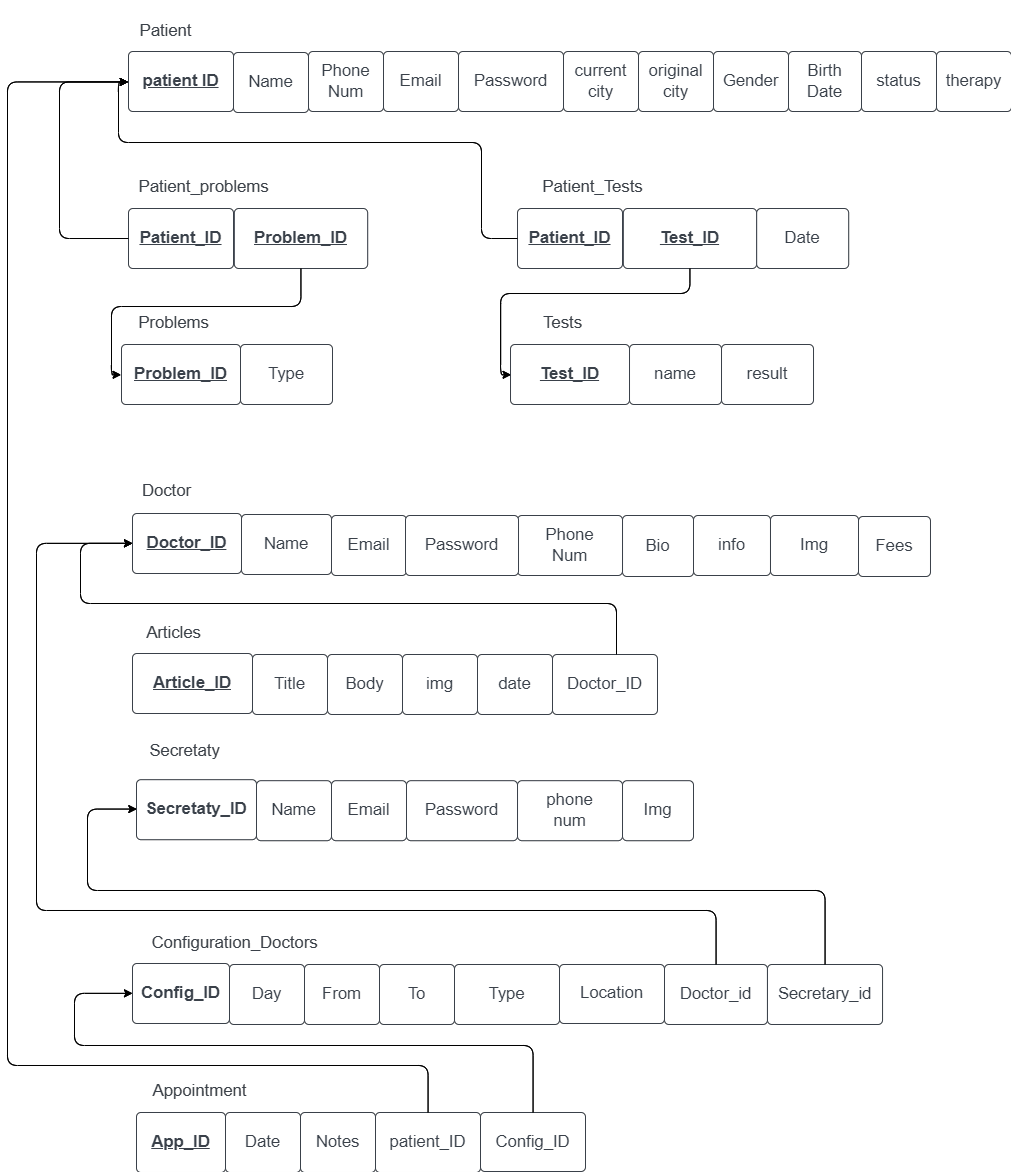 Patient
patient ID Name Phone Num Email Password current city original city Gender Birth Date status therapy
Patient_problems Patient_Tests
Patient_ID Problem_ID Patient_ID Test_ID Date
Problems Tests
Problem_ID Type Test_ID name result
Doctor
Doctor_ID Name Email Password Phone Num Bio info Img Fees
Articles
Article_ID Title Body img date Doctor_ID
Secretaty
Secretaty_ID Name Email Password phone num Img
Configuration_Doctors
Config_ID Day From To Type Location Doctor_id Secretary_id
Appointment
App_ID Date Notes patient_ID Config_ID